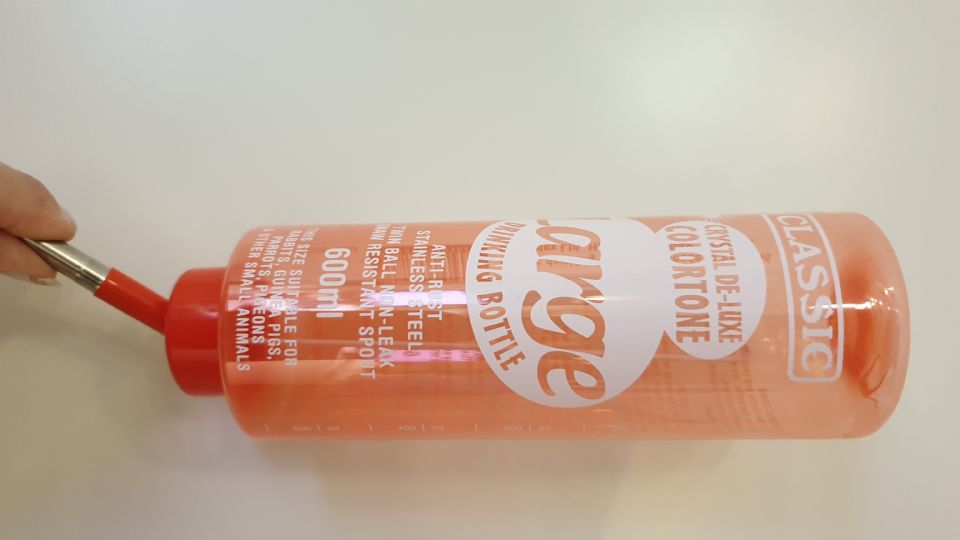 CLASSIC
CRYSTAL DE-LUXE
COLORTONE
Large
DRINKING BOTTLE
ANTI-RUST
STAINLESS STEEL
TWIN BALL NON-LEAK
GNAW RESISTANT SPOUT
600ml
THIS SIZE SUITABLE FOR
RABBITS, GUINEA PIGS,
PARROTS, PIGEONS
& OTHER SMALL ANIMALS
500 ml
400 ml
300 ml